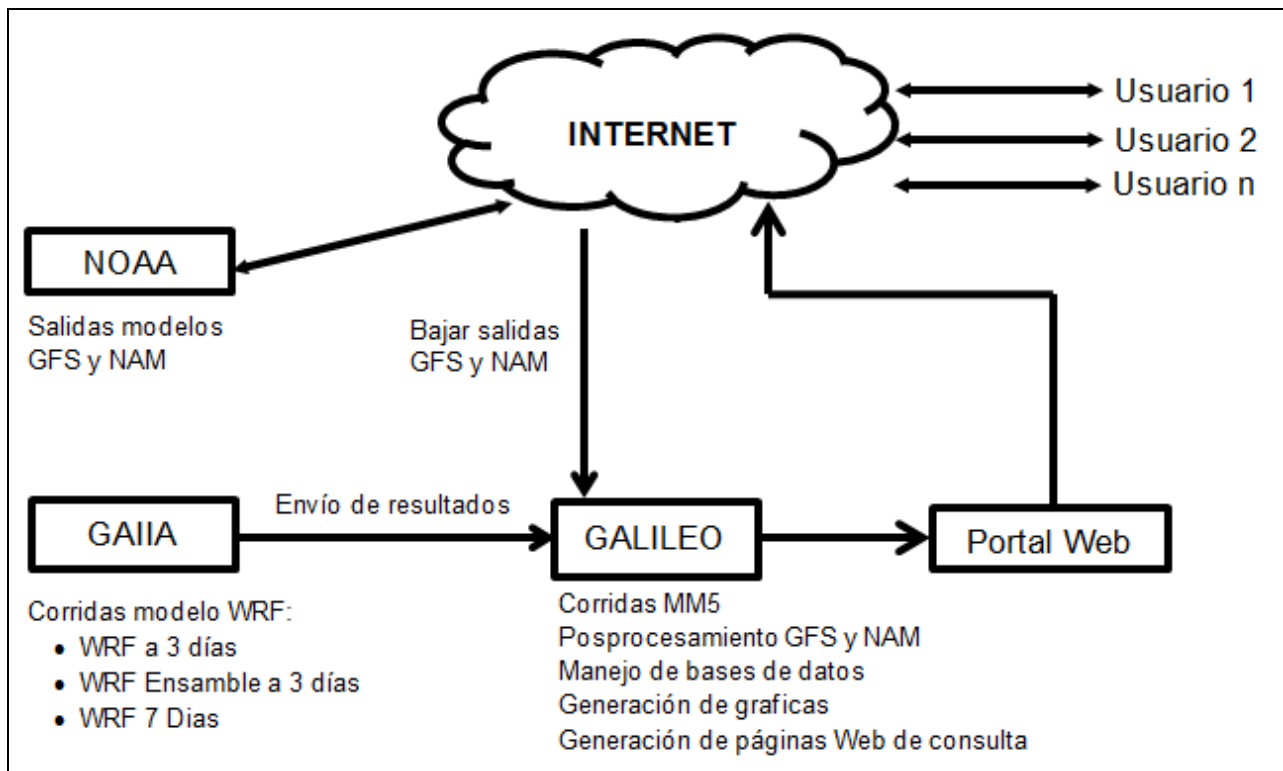 INTERNET
Usuario 1
Usuario 2
Usuario n
NOAA
Salidas modelos
GFS y NAM
Bajar salidas
GFS y NAM
GAIIA
Envío de resultados
GALILEO
Portal Web
Corridas modelo WRF:
• WRF a 3 días
• WRF Ensamble a 3 días
• WRF 7 Dias
Corridas MM5
Posprocesamiento GFS y NAM
Manejo de bases de datos
Generación de graficas
Generación de páginas Web de consulta